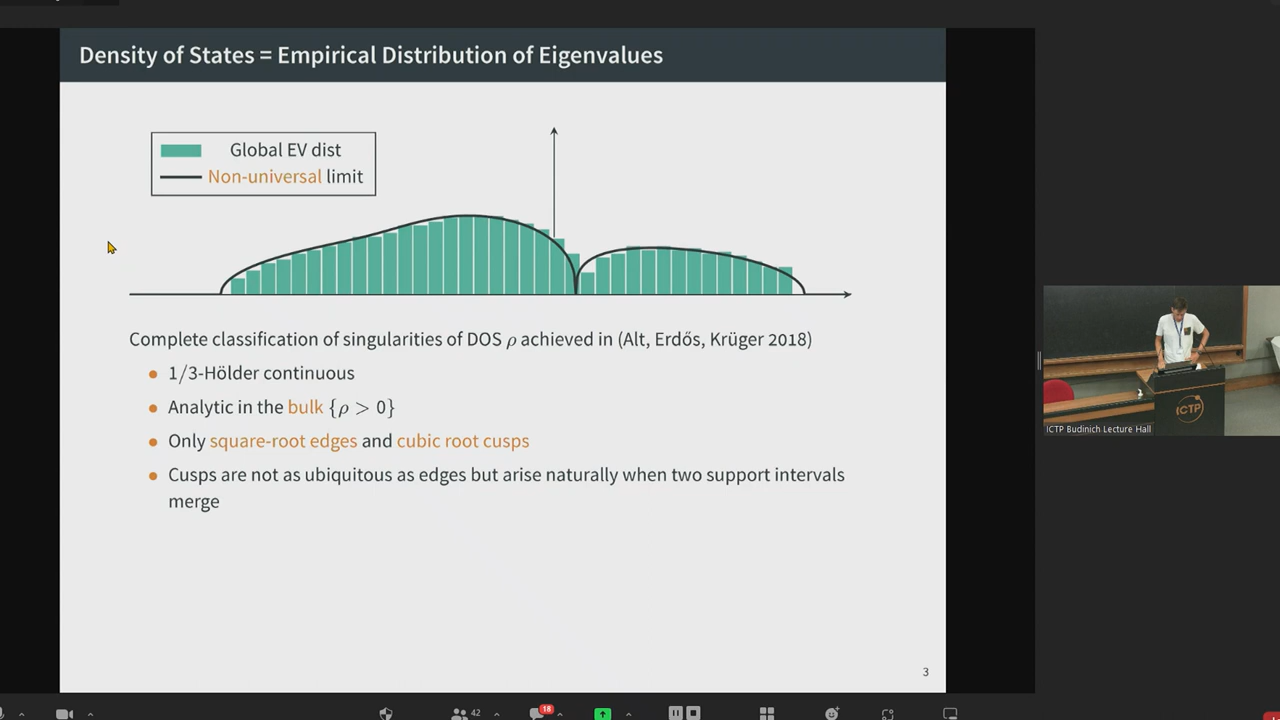 Density of States = Empirical Distribution of Eigenvalues
Global EV dist
Non-universal limit
Complete classification of singularities of DOS ρ achieved in (Alt, Erdős, Krüger 2018)
• 1/3-Hölder continuous
• Analytic in the bulk {ρ > 0}
• Only square-root edges and cubic root cusps
• Cusps are not as ubiquitous as edges but arise naturally when two support intervals
merge
3
ICTP
ICTP Budinich Lecture Hall
42
18